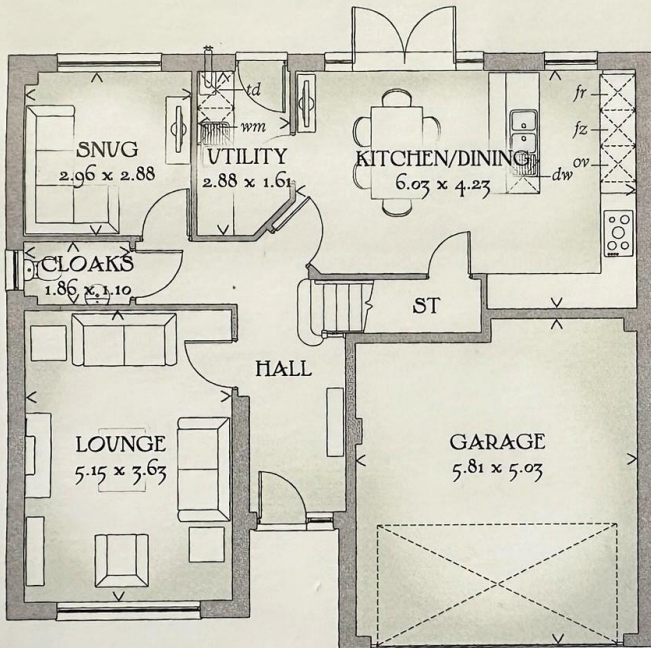 SNUG
2.96 x 2.88
td
wm
UTILITY
2.88 x 1.61
KITCHEN/DINING
6.03 x 4.23
fr
fz
ov
dw
CLOAKS
1.86 x 1.10
ST
HALL
LOUNGE
5.15 x 3.63
GARAGE
5.81 x 5.03